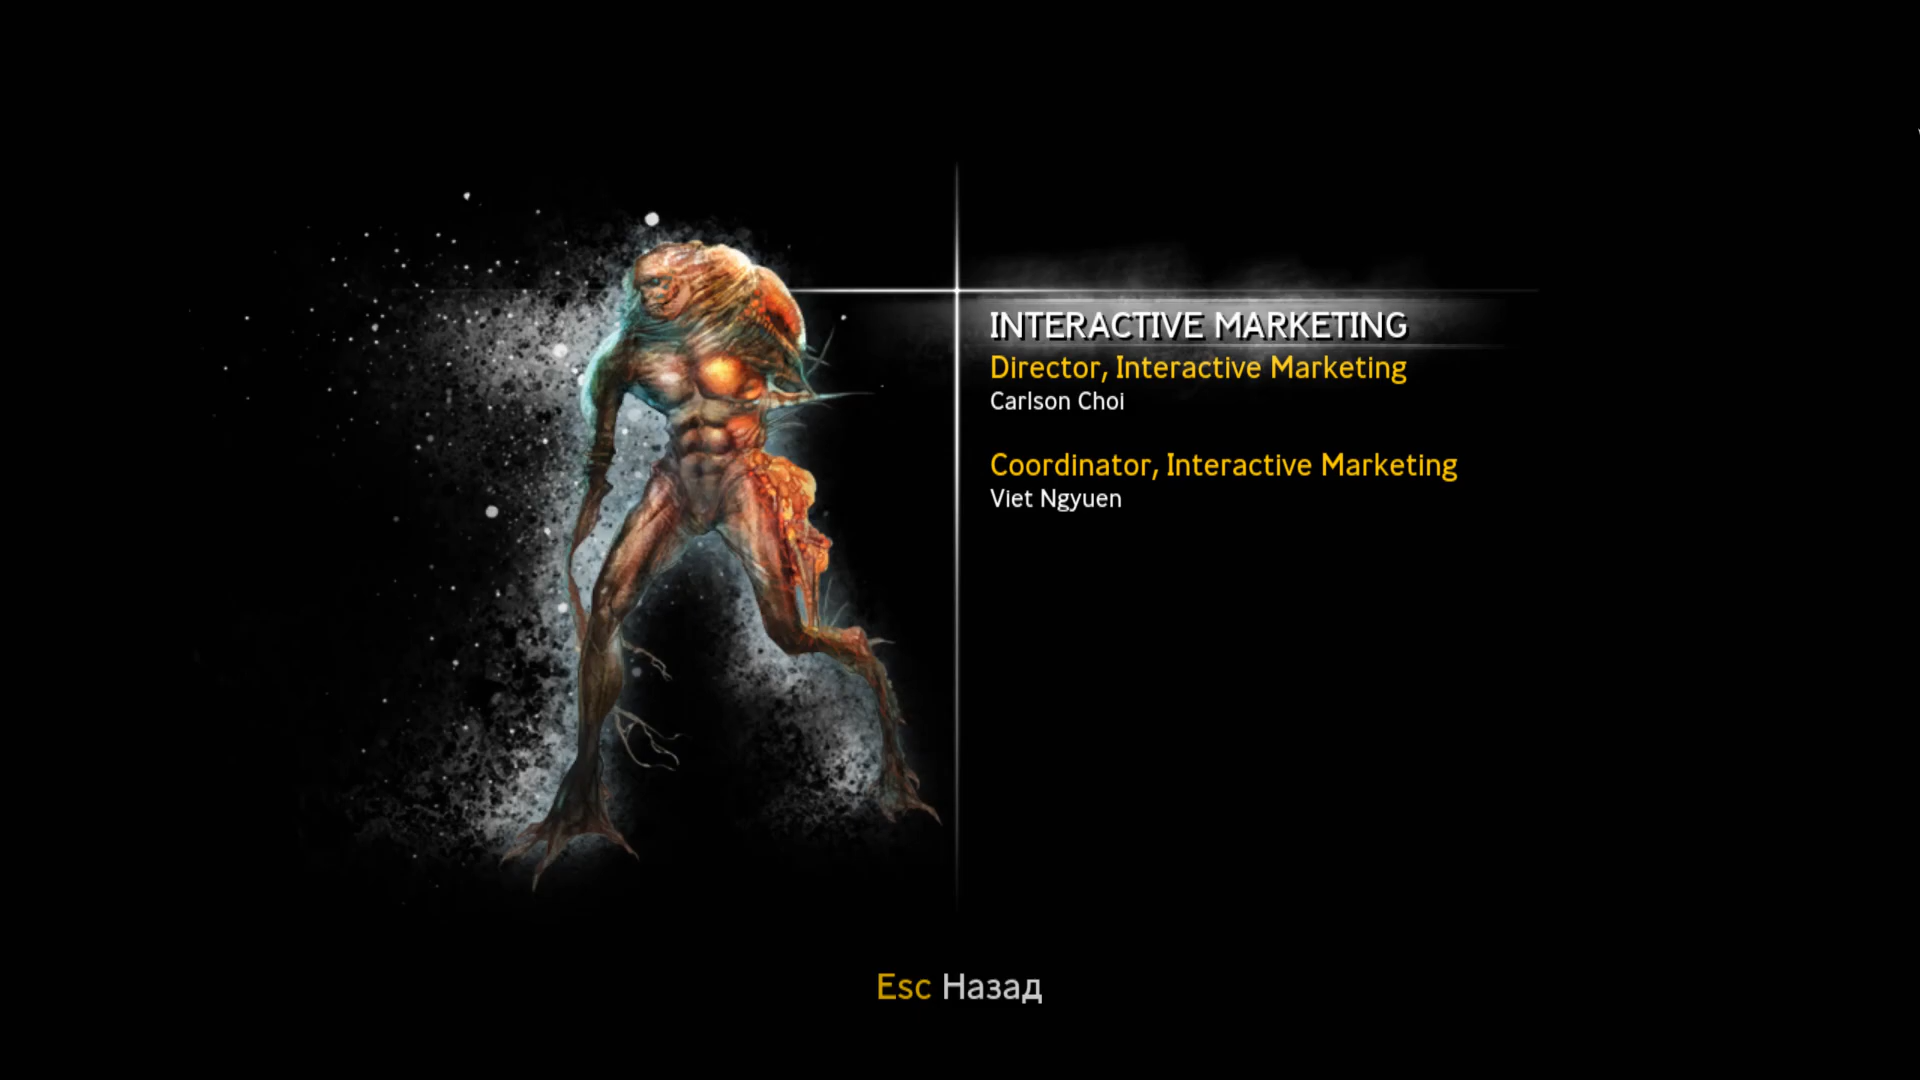 INTERACTIVE MARKETING
Director, Interactive Marketing
Carlson Choi
Coordinator, Interactive Marketing
Viet Ngyuen
Esc Назад